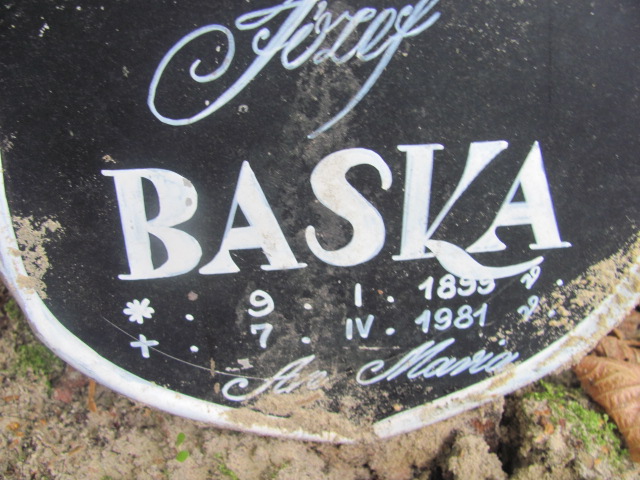 Józef
BASKA
* . 9 . I . 1899 r.
+ . 7 . IV . 1981 r.
Maria